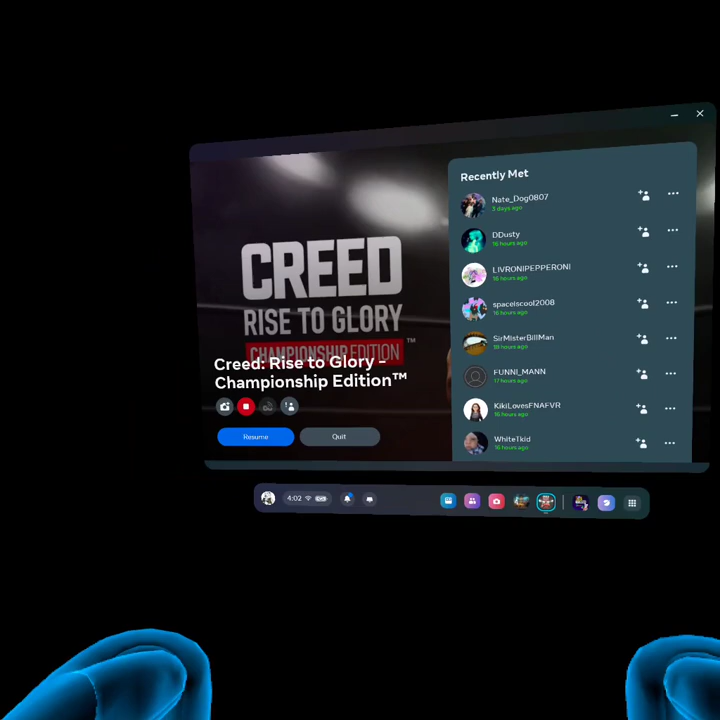 CREED
RISE TO GLORY
CHAMPIONSHIP EDITION™
Creed: Rise to Glory -
Championship Edition™
Resume
Quit
Recently Met
Nate_Dog0807
3 days ago
DDusty
16 hours ago
LIVRONIPEPPERONI
16 hours ago
spaceiscool2008
16 hours ago
SirMisterBillMan
16 hours ago
FUNNI_MANN
17 hours ago
KikiLovesFNAFVR
16 hours ago
WhiteTkid
16 hours ago
4:02